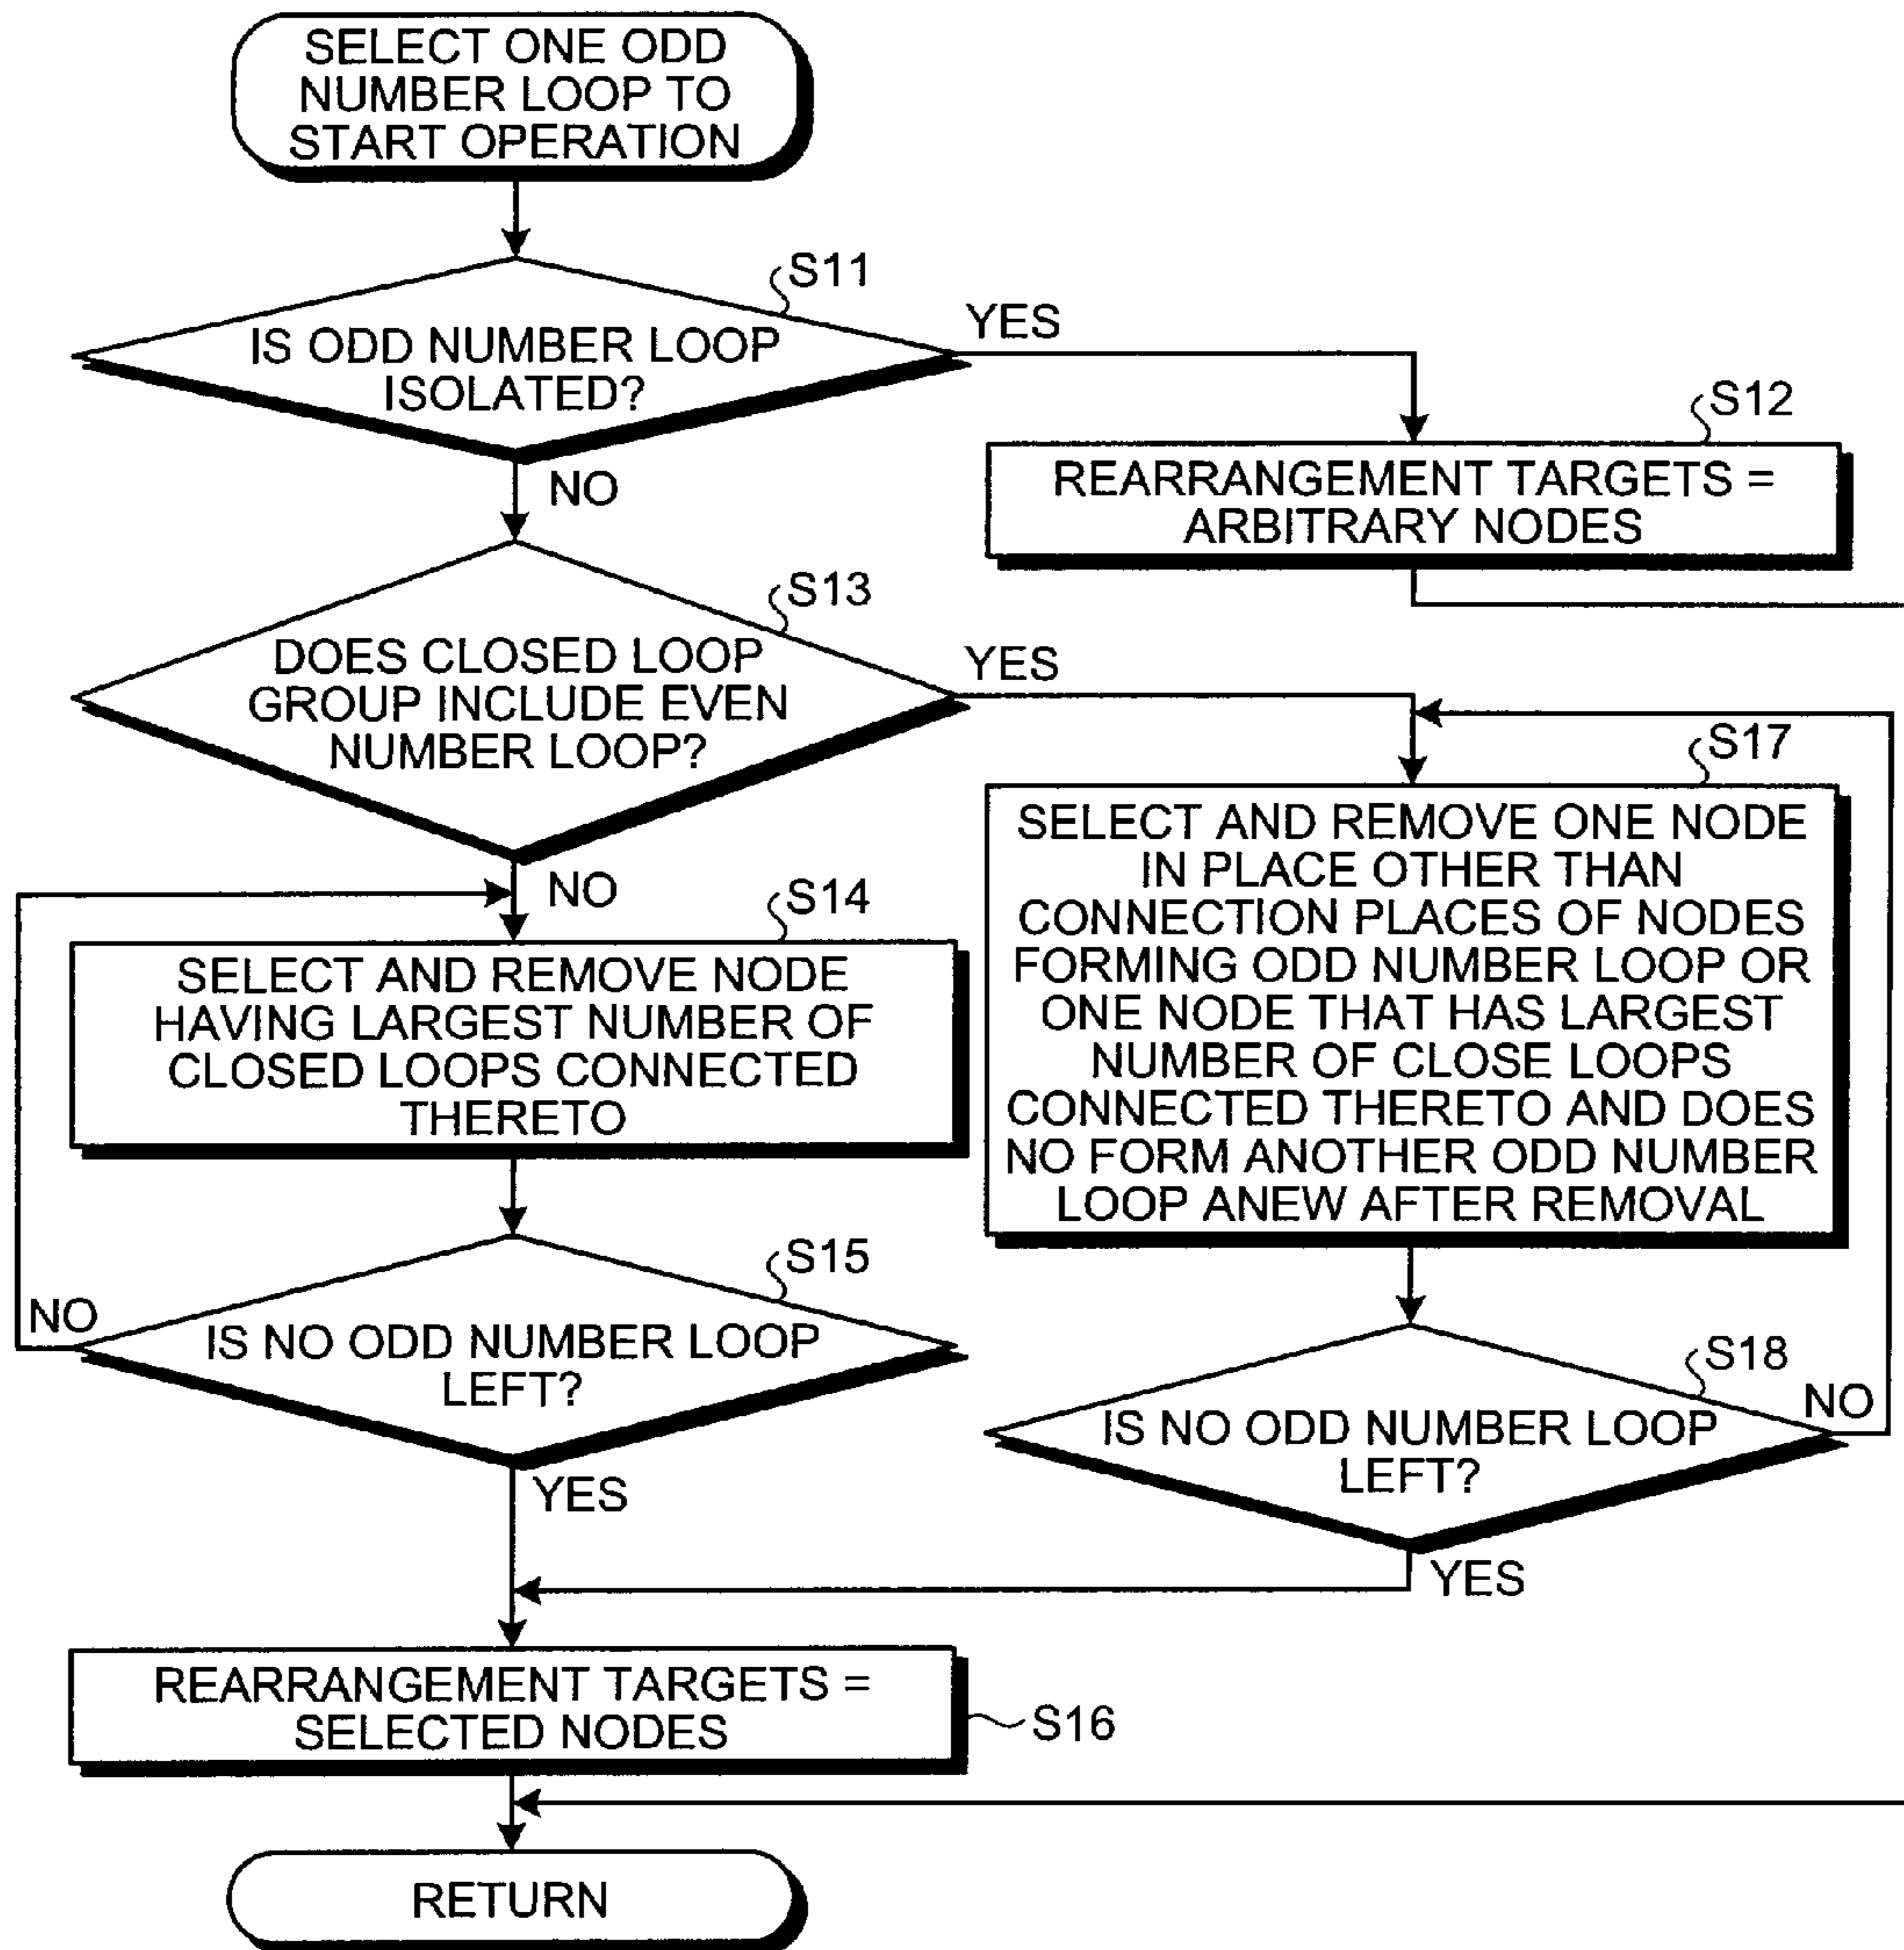 SELECT ONE ODD
NUMBER LOOP TO
START OPERATION
S11
IS ODD NUMBER LOOP
ISOLATED?
YES
NO
S12
REARRANGEMENT TARGETS =
ARBITRARY NODES
S13
DOES CLOSED LOOP
GROUP INCLUDE EVEN
NUMBER LOOP?
YES
NO
S14
SELECT AND REMOVE NODE
HAVING LARGEST NUMBER OF
CLOSED LOOPS CONNECTED
THERETO
S15
IS NO ODD NUMBER LOOP
LEFT?
NO
YES
S17
SELECT AND REMOVE ONE NODE
IN PLACE OTHER THAN
CONNECTION PLACES OF NODES
FORMING ODD NUMBER LOOP OR
ONE NODE THAT HAS LARGEST
NUMBER OF CLOSE LOOPS
CONNECTED THERETO AND DOES
NO FORM ANOTHER ODD NUMBER
LOOP ANEW AFTER REMOVAL
S18
IS NO ODD NUMBER LOOP
LEFT?
NO
YES
REARRANGEMENT TARGETS =
SELECTED NODES
S16
RETURN